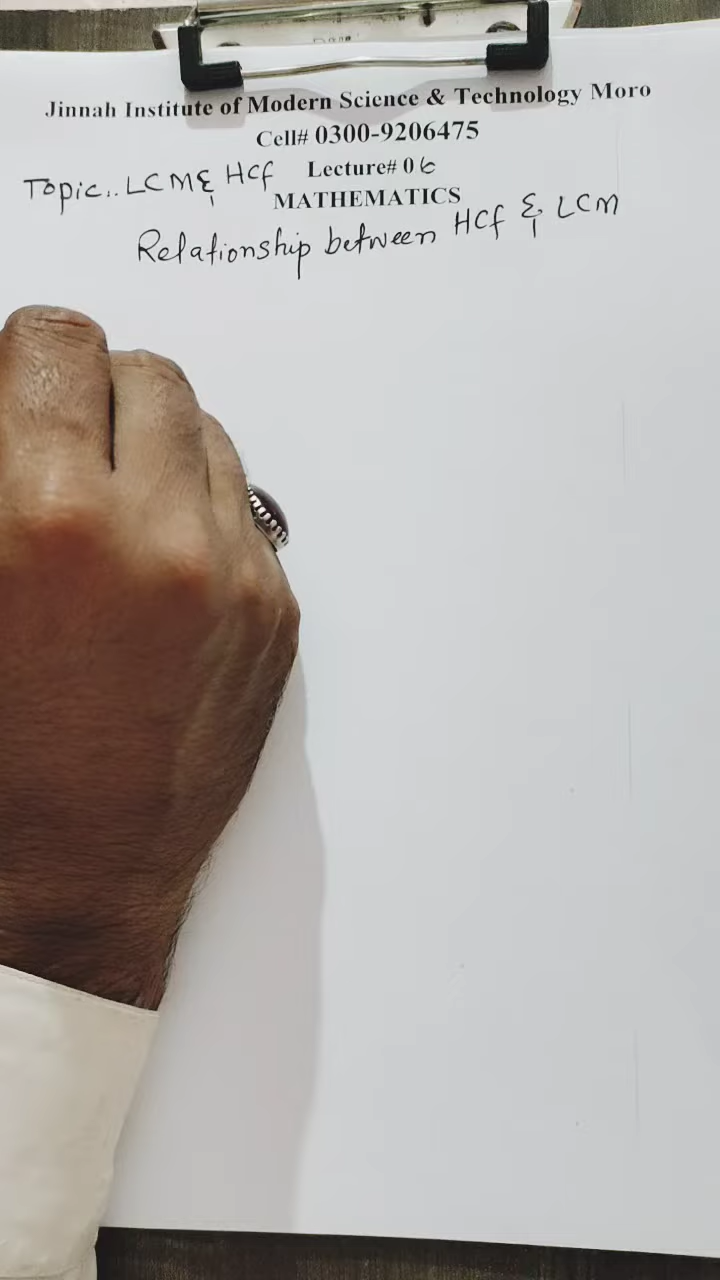 Jinnah Institute of Modern Science & Technology Moro
Cell# 0300-9206475
Topic.. LCM & HCf Lecture# 06
MATHEMATICS
Relationship between HCf & LCM